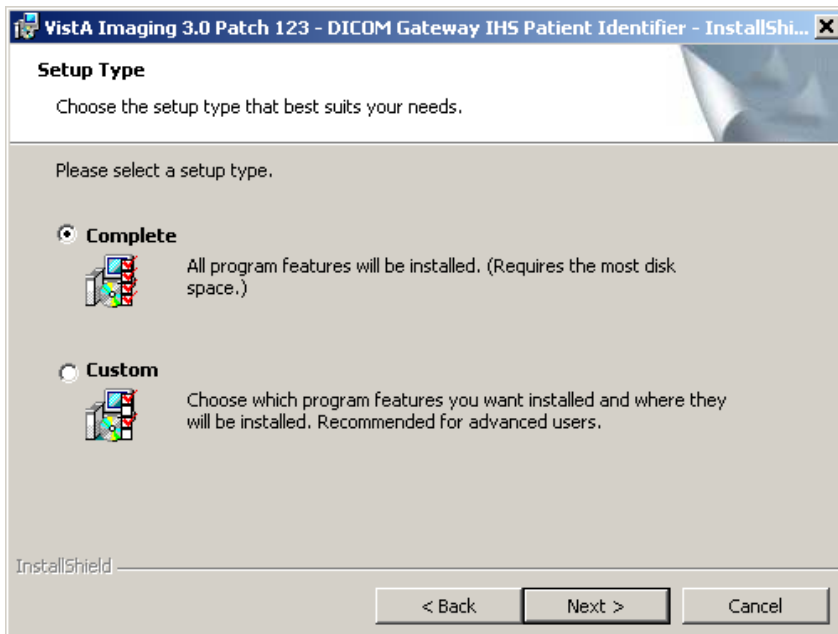 VistA Imaging 3.0 Patch 123 - DICOM Gateway IHS Patient Identifier - InstallShi...
Setup Type
Choose the setup type that best suits your needs.
Please select a setup type.
Complete
All program features will be installed. (Requires the most disk
space.)
Custom
Choose which program features you want installed and where they
will be installed. Recommended for advanced users.
InstallShield
< Back
Next >
Cancel